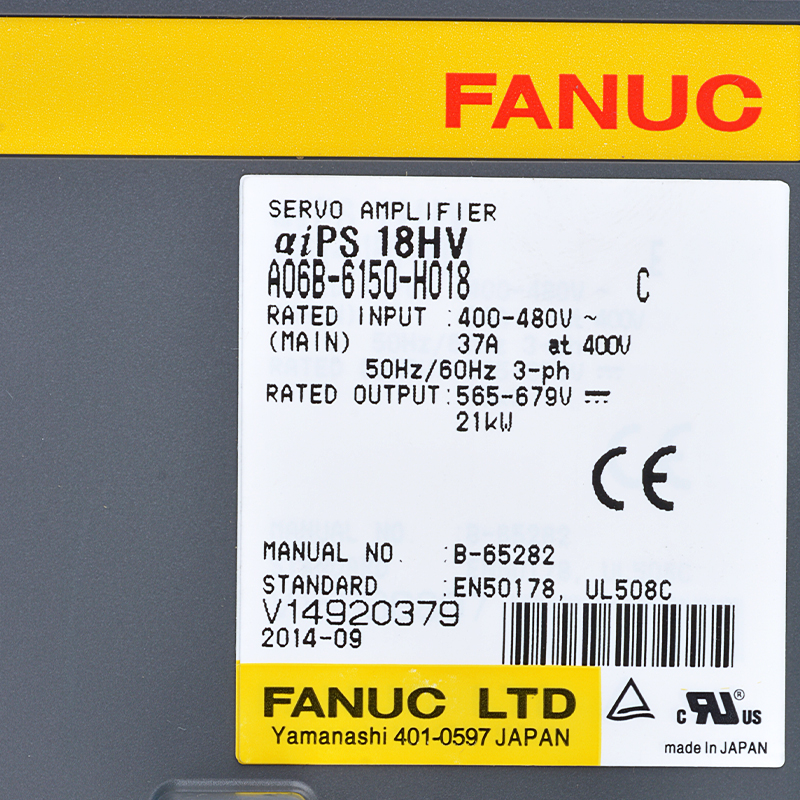 FANUC
SERVO AMPLIFIER
αiPS 18HV
A06B-6150-H018 C
RATED INPUT :400-480V ~
(MAIN) 37A at 400V
50Hz/60Hz 3-ph
RATED OUTPUT:565-679V ⎓
21kW
CE
MANUAL NO. :B-65282
STANDARD :EN50178, UL508C
V14920379
2014-09
FANUC LTD
Yamanashi 401-0597 JAPAN
c RU ® US
made in JAPAN